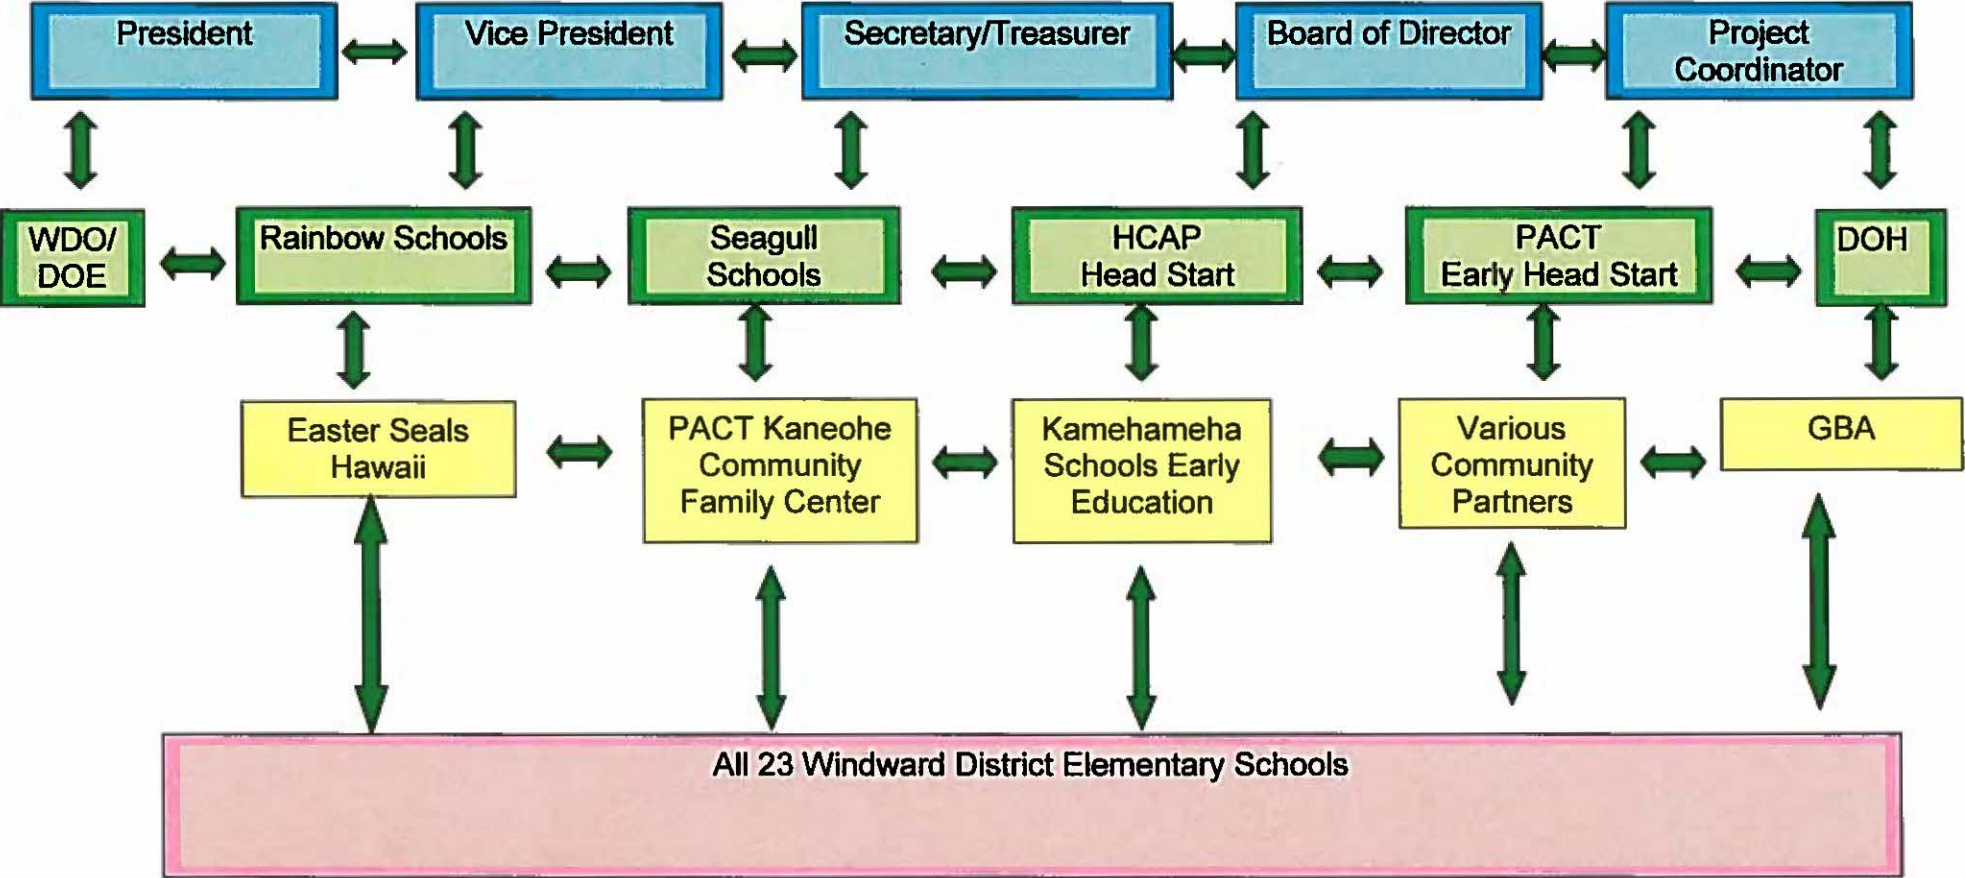 President
Vice President
Secretary/Treasurer
Board of Director
Project
Coordinator
WDO/
DOE
Rainbow Schools
Seagull
Schools
HCAP
Head Start
PACT
Early Head Start
DOH
Easter Seals
Hawaii
PACT Kaneohe
Community
Family Center
Kamehameha
Schools Early
Education
Various
Community
Partners
GBA
All 23 Windward District Elementary Schools